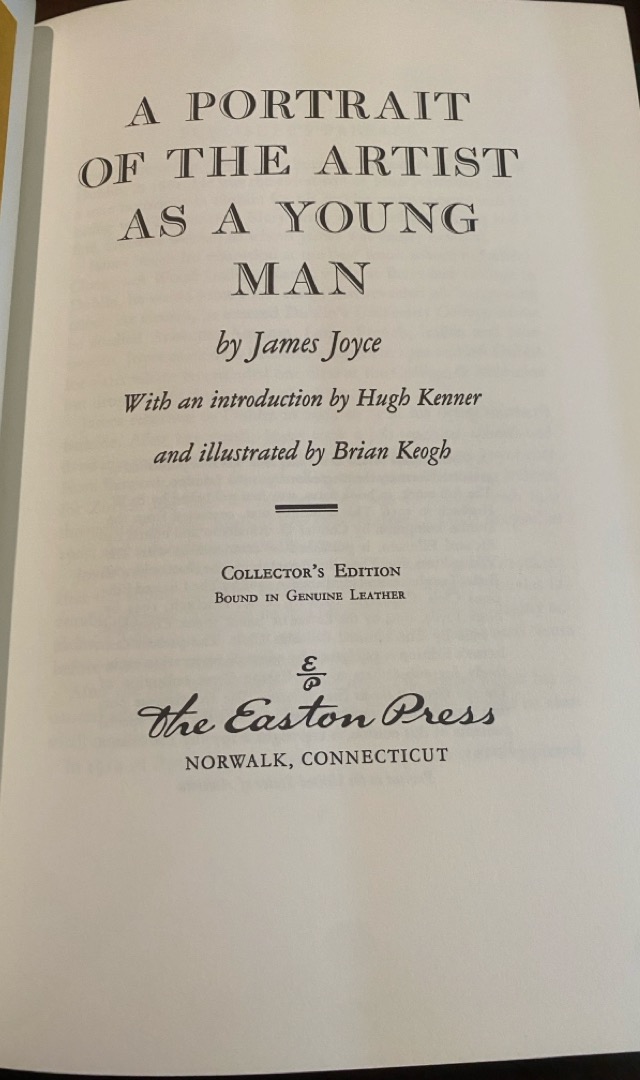 A PORTRAIT
OF THE ARTIST
AS A YOUNG
MAN
by James Joyce
With an introduction by Hugh Kenner
and illustrated by Brian Keogh
COLLECTOR'S EDITION
BOUND IN GENUINE LEATHER
E
P
The Easton Press
NORWALK, CONNECTICUT